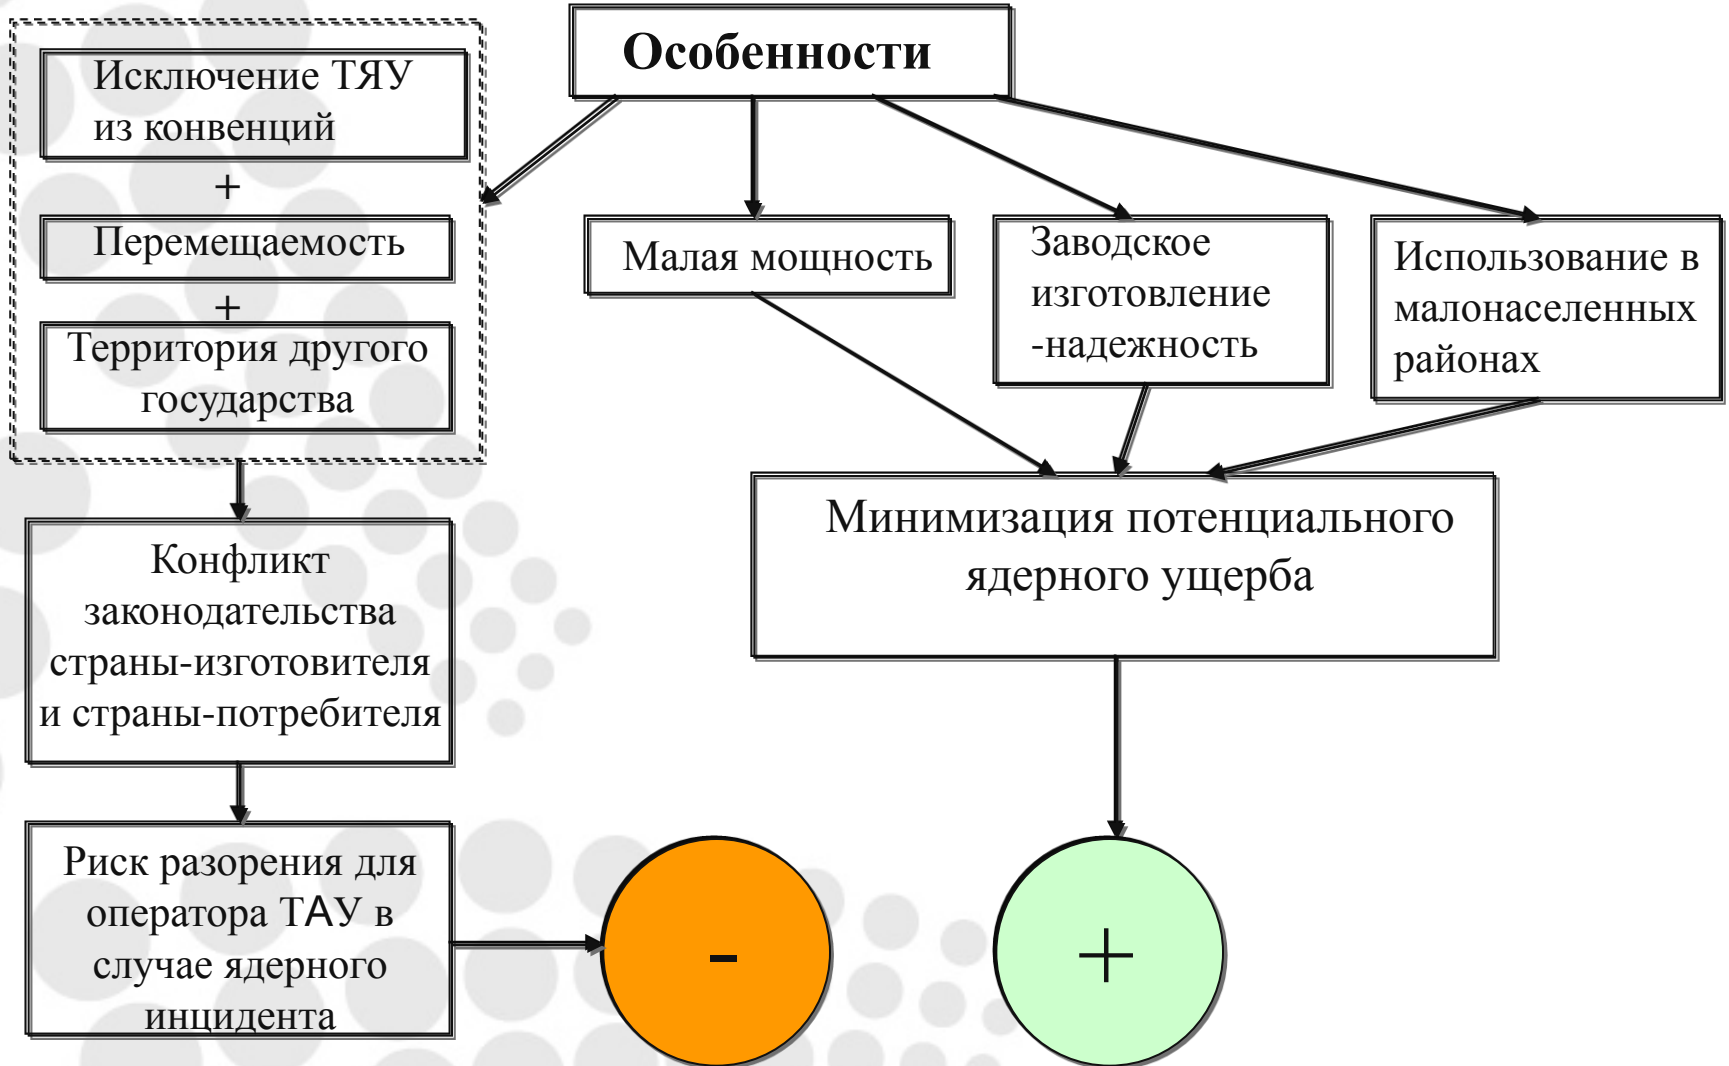 Особенности
Исключение ТЯУ
из конвенций
+
Перемещаемость
+
Территория другого
государства
Малая мощность
Заводское
изготовление
-надежность
Использование в
малонаселенных
районах
Конфликт
законодательства
страны-изготовителя
и страны-потребителя
Минимизация потенциального
ядерного ущерба
Риск разорения для
оператора ТАУ в
случае ядерного
инцидента
-
+